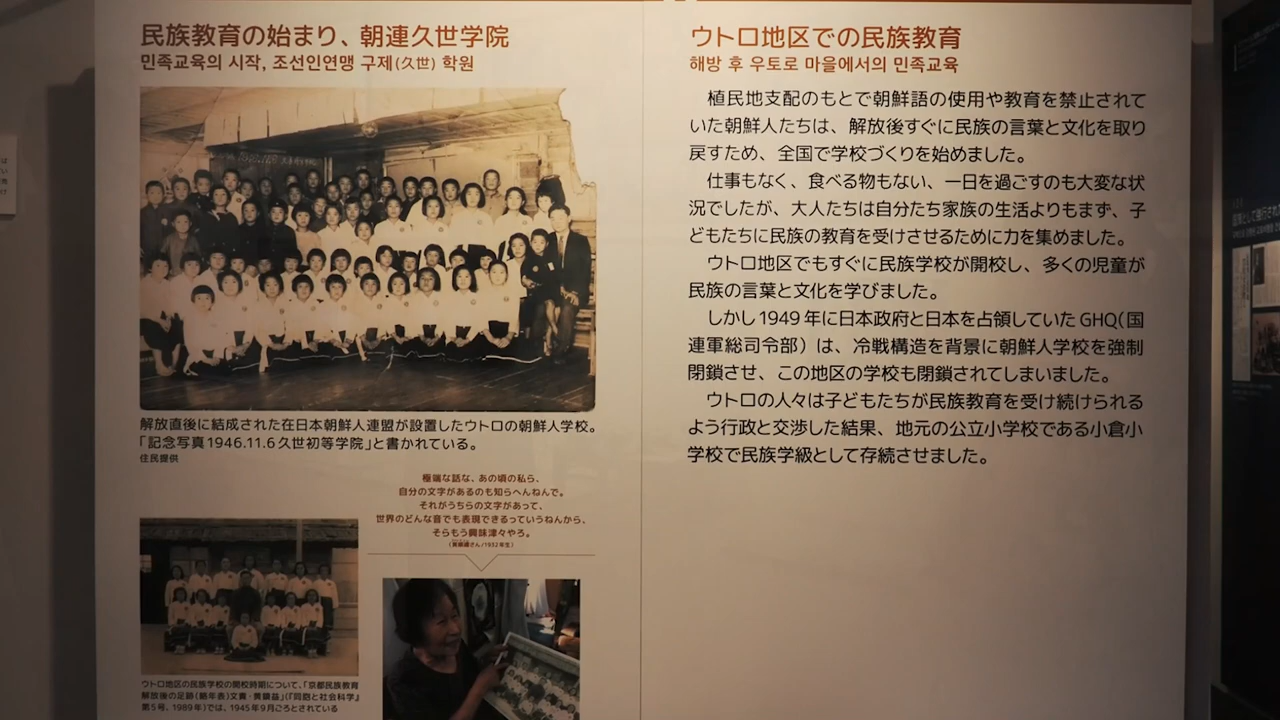 民族教育の始まり、朝連久世学院
민족교육의 시작, 조선인연맹 구제(久世) 학원
解放直後に結成された在日本朝鮮人連盟が設置したウトロの朝鮮人学校。
「記念写真1946.11.6久世初等学院」と書かれている。
住民提供
極端な話な、あの頃の私ら、
自分の文字があるのも知らへんねんで。
それがうちらの文字があって、
世界のどんな音でも表現できるっていうねんから、
そらもう興味津々やろ。
さん/1932年生)
ウトロ地区の民族学校の開校時期について、「京都民族教育
解放後の足跡(略年表)文責・黄鎮益」(『同胞と社会科学』
第5号、1989年)では、1945年9月ごろとされている
ウトロ地区での民族教育
해방 후 우토로 마을에서의 민족교육
植民地支配のもとで朝鮮語の使用や教育を禁止されて
いた朝鮮人たちは、解放後すぐに民族の言葉と文化を取り
戻すため、全国で学校づくりを始めました。
仕事もなく、食べる物もない、一日を過ごすのも大変な状
況でしたが、大人たちは自分たち家族の生活よりもまず、子
どもたちに民族の教育を受けさせるために力を集めました。
ウトロ地区でもすぐに民族学校が開校し、多くの児童が
民族の言葉と文化を学びました。
しかし1949年に日本政府と日本を占領していたGHQ(国
連軍総司令部)は、冷戦構造を背景に朝鮮人学校を強制
閉鎖させ、この地区の学校も閉鎖されてしまいました。
ウトロの人々は子どもたちが民族教育を受け続けられる
よう行政と交渉した結果、地元の公立小学校である小倉小
学校で民族学級として存続させました。